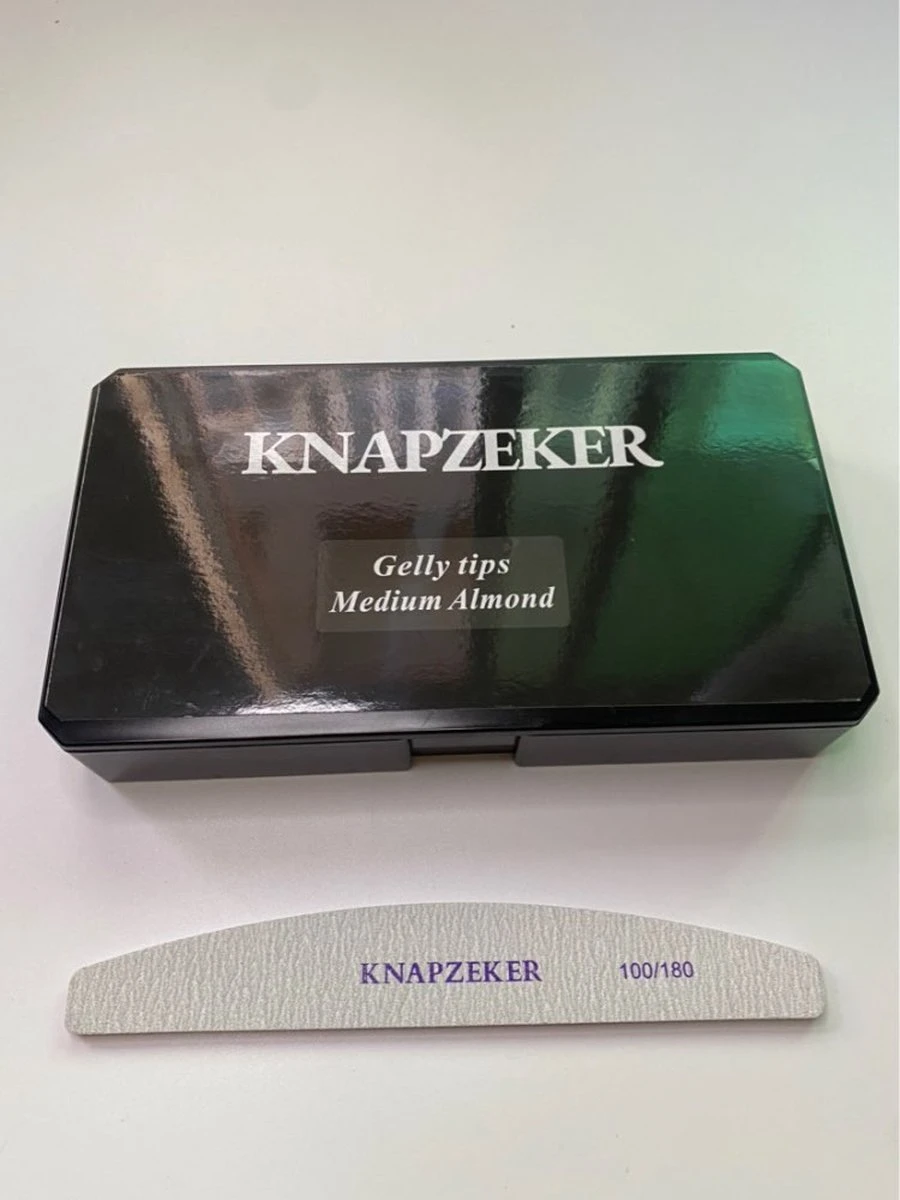 KNAPZEKER
Gelly tips
Medium Almond
KNAPZEKER 100/180